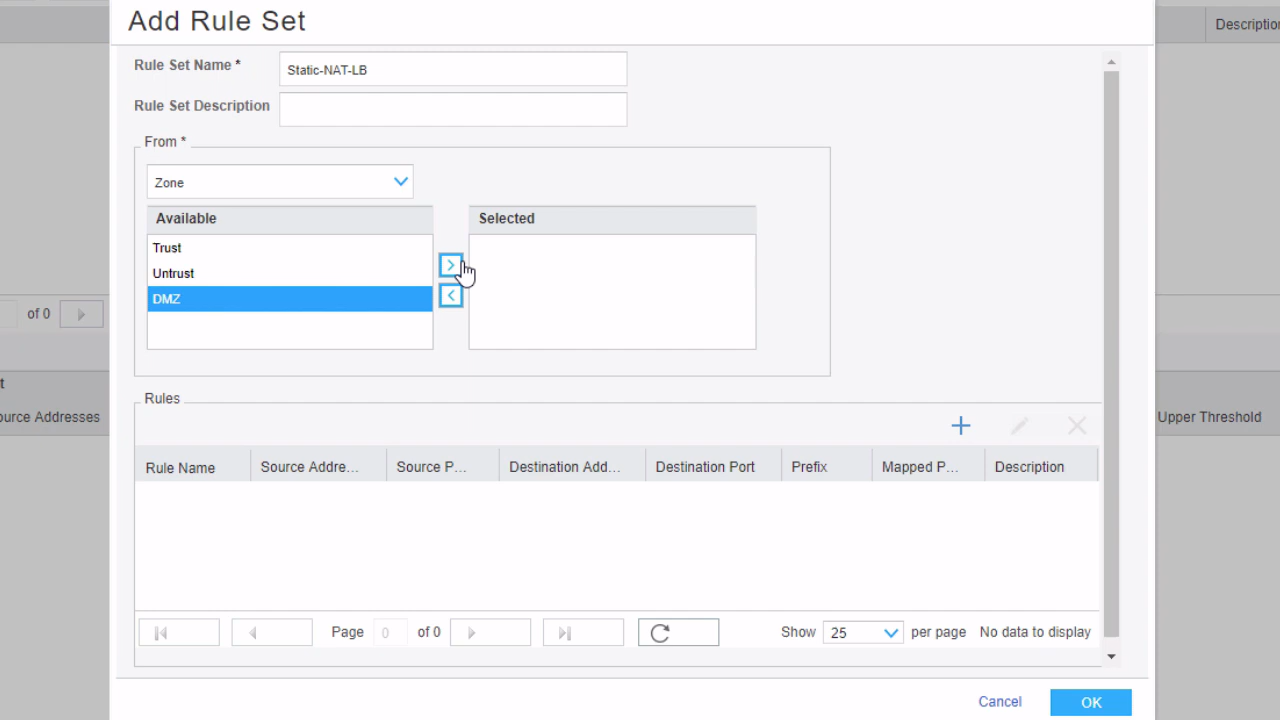 Add Rule Set
Description
Rule Set Name *
Static-NAT-LB
Rule Set Description
From *
Zone
Available
Selected
Trust
Untrust
DMZ
of 0
t
ource Addresses
Upper Threshold
Rules
Rule Name
Source Addre...
Source P...
Destination Add...
Destination Port
Prefix
Mapped P...
Description
Page 0 of 0
Show 25 per page No data to display
Cancel
OK